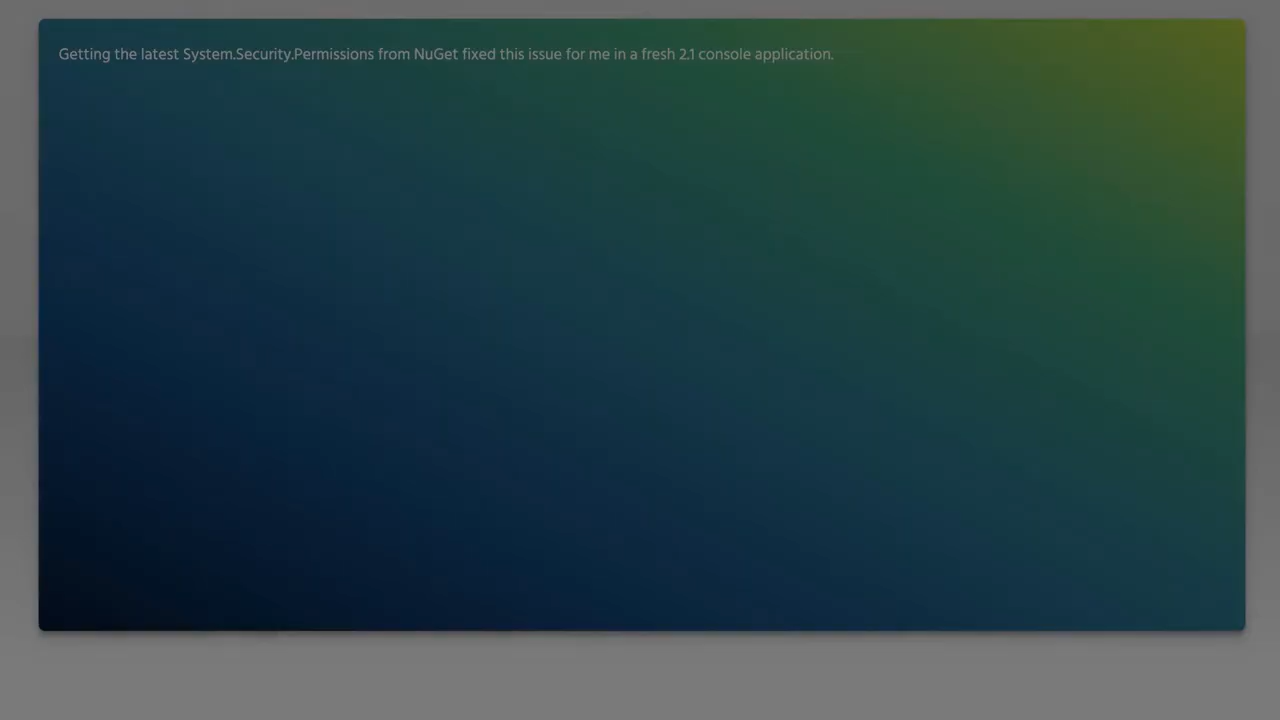 Getting the latest System.Security.Permissions from NuGet fixed this issue for me in a fresh 2.1 console application.